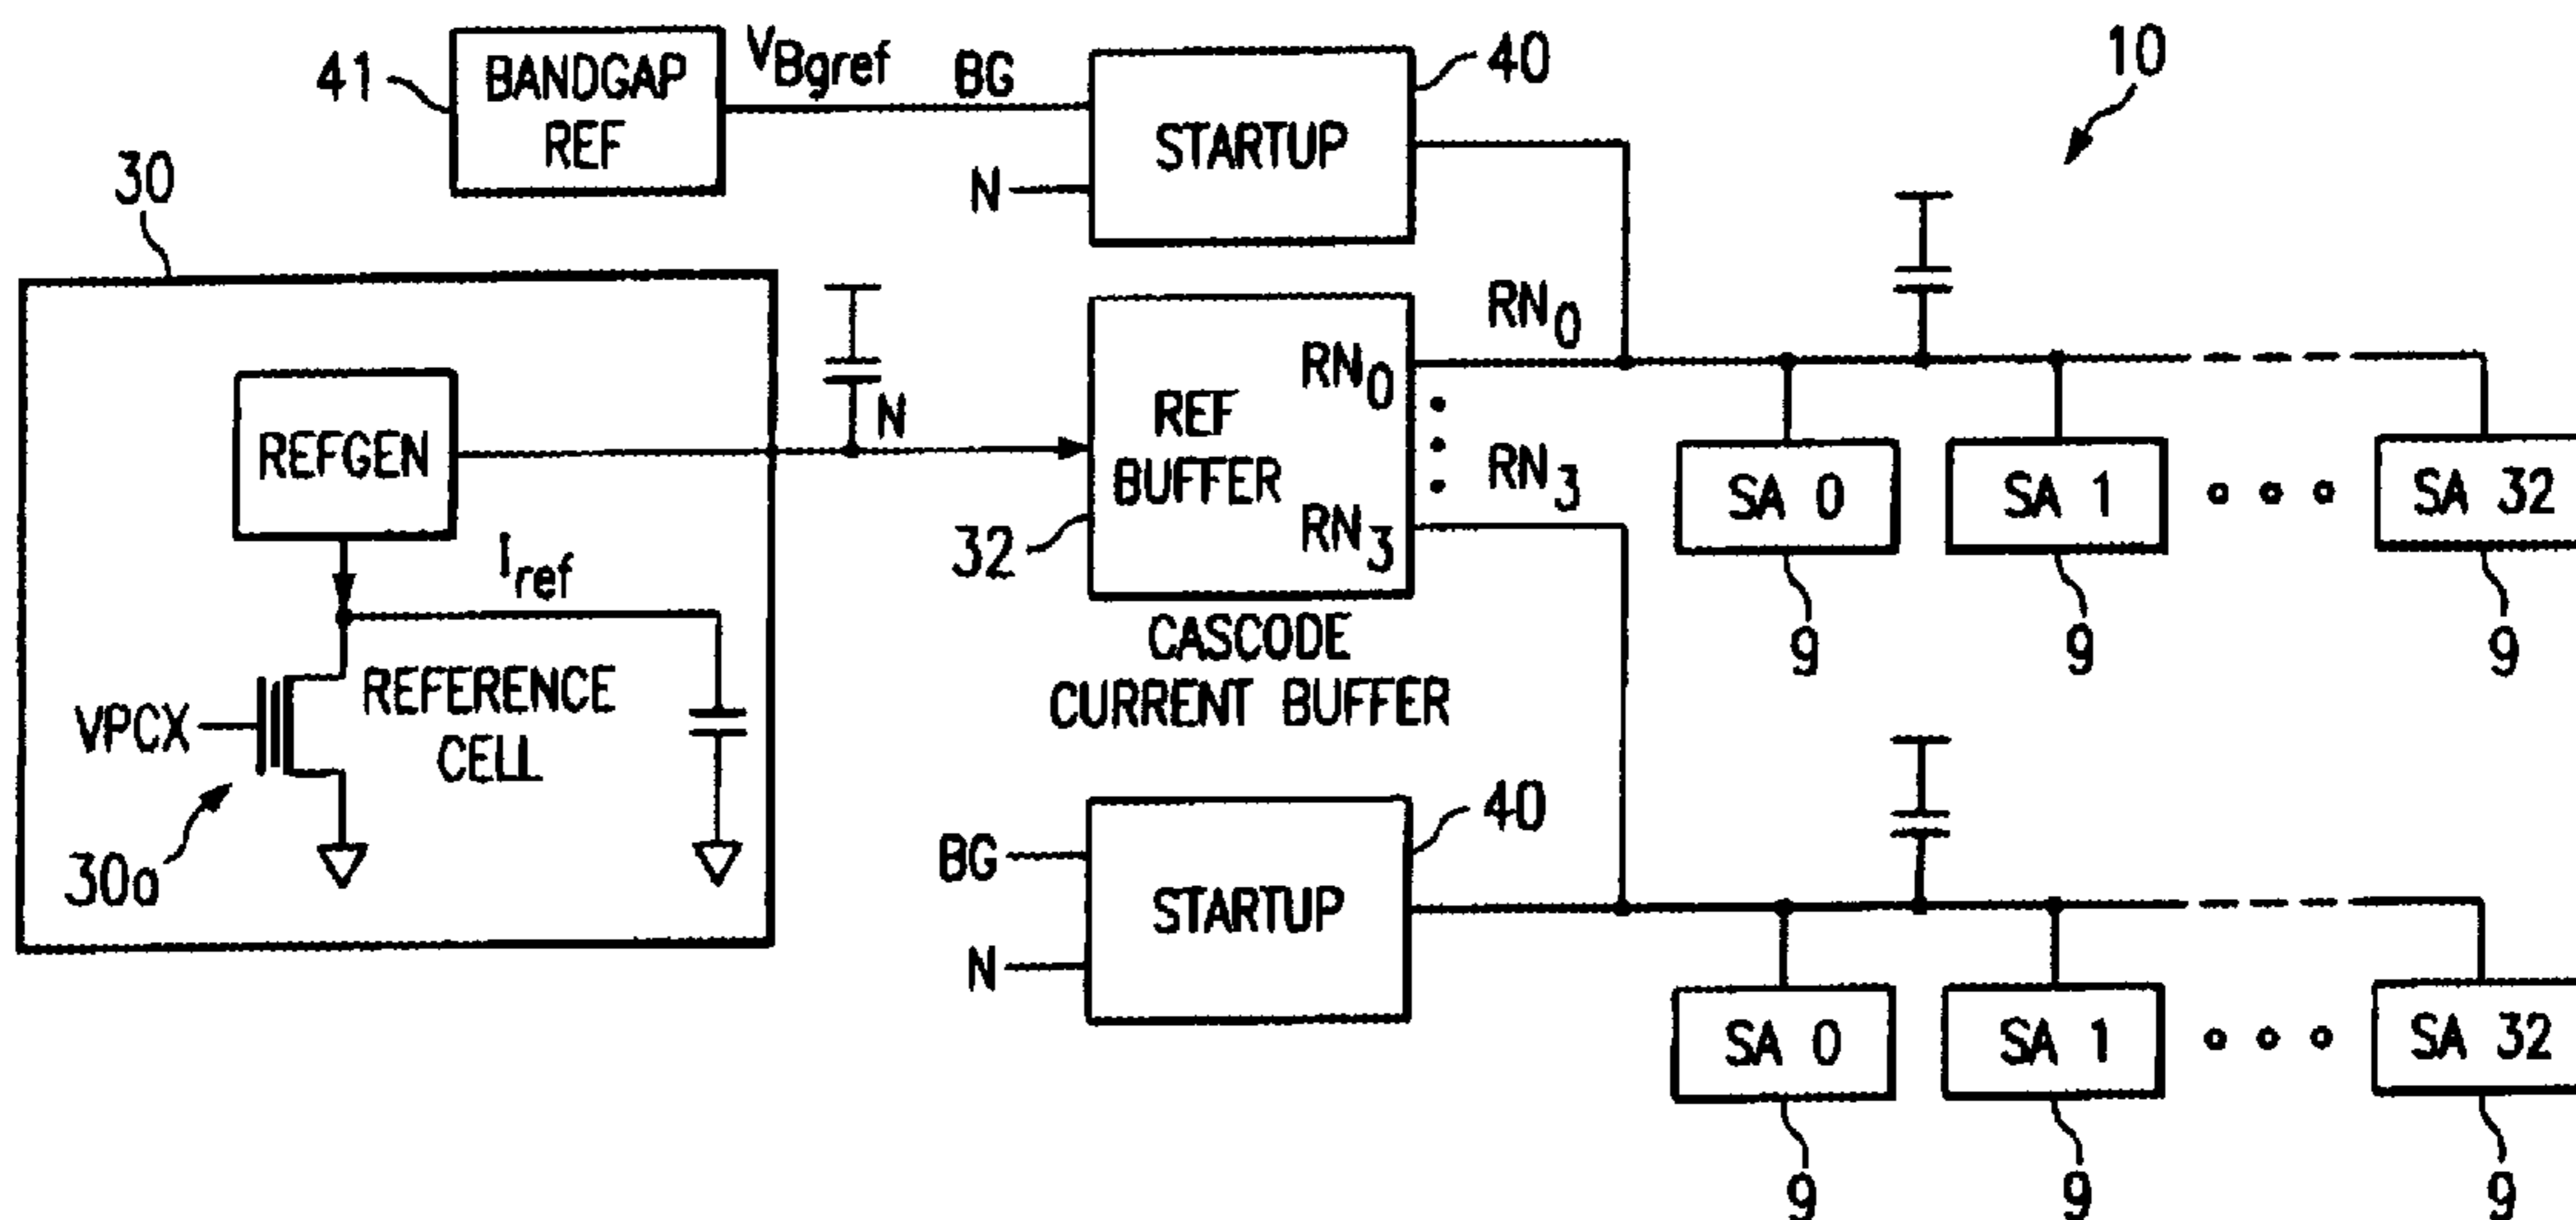 41
BANDGAP
REF
VBgref
BG
N
STARTUP
40
10
30
REFGEN
Iref
VPCX
REFERENCE
CELL
30a
N
REF
BUFFER
32
RN0
RN3
RN0
RN3
CASCODE
CURRENT BUFFER
SA 0
SA 1
SA 32
9
9
9
BG
N
STARTUP
40
SA 0
SA 1
SA 32
9
9
9